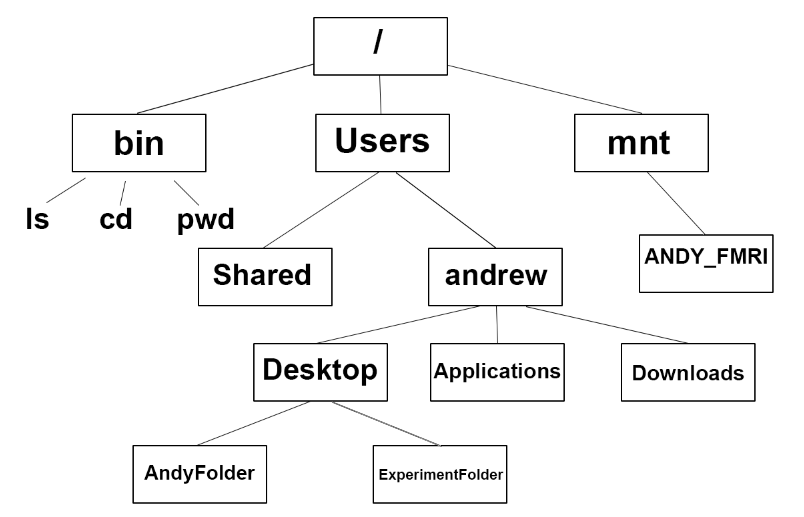 /
bin
Users
mnt
ls
cd
pwd
Shared
andrew
ANDY_FMRI
Desktop
Applications
Downloads
AndyFolder
ExperimentFolder